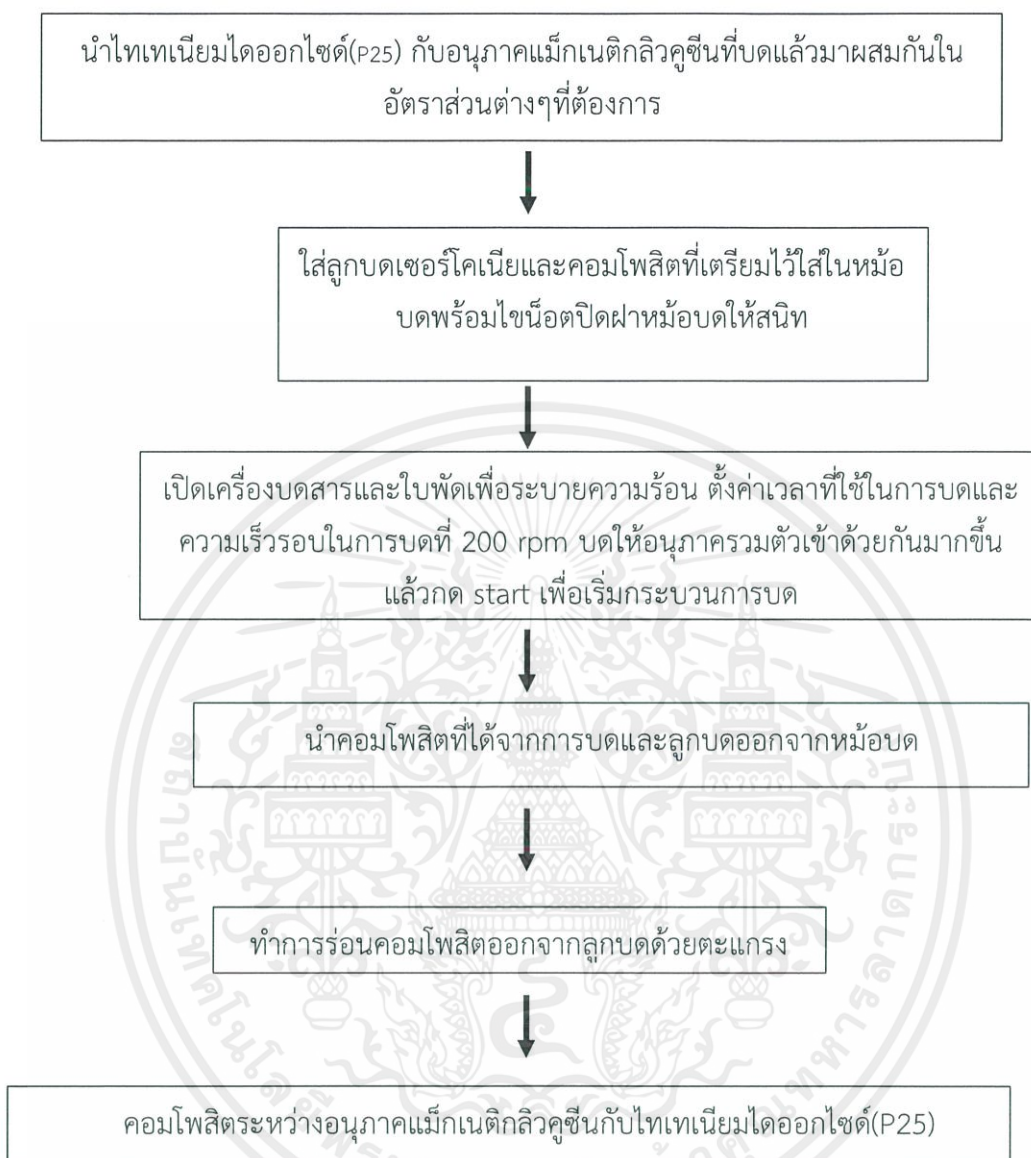 นำไทเทเนียมไดออกไซด์(P25) กับอนุภาคแม็กเนติกลิวคูซีนที่บดแล้วมาผสมกันใน
อัตราส่วนต่างๆที่ต้องการ
ใส่ลูกบดเซอร์โคเนียและคอมโพสิตที่เตรียมไว้ใส่ในหม้อ
บดพร้อมไขน็อตปิดฝาหม้อบดให้สนิท
เปิดเครื่องบดสารและใบพัดเพื่อระบายความร้อน ตั้งค่าเวลาที่ใช้ในการบดและ
ความเร็วรอบในการบดที่ 200 rpm บดให้อนุภาครวมตัวเข้าด้วยกันมากขึ้น
แล้วกด start เพื่อเริ่มกระบวนการบด
นำคอมโพสิตที่ได้จากการบดและลูกบดออกจากหม้อบด
ทำการร่อนคอมโพสิตออกจากลูกบดด้วยตะแกรง
คอมโพสิตระหว่างอนุภาคแม็กเนติกลิวคูซีนกับไทเทเนียมไดออกไซด์(P25)